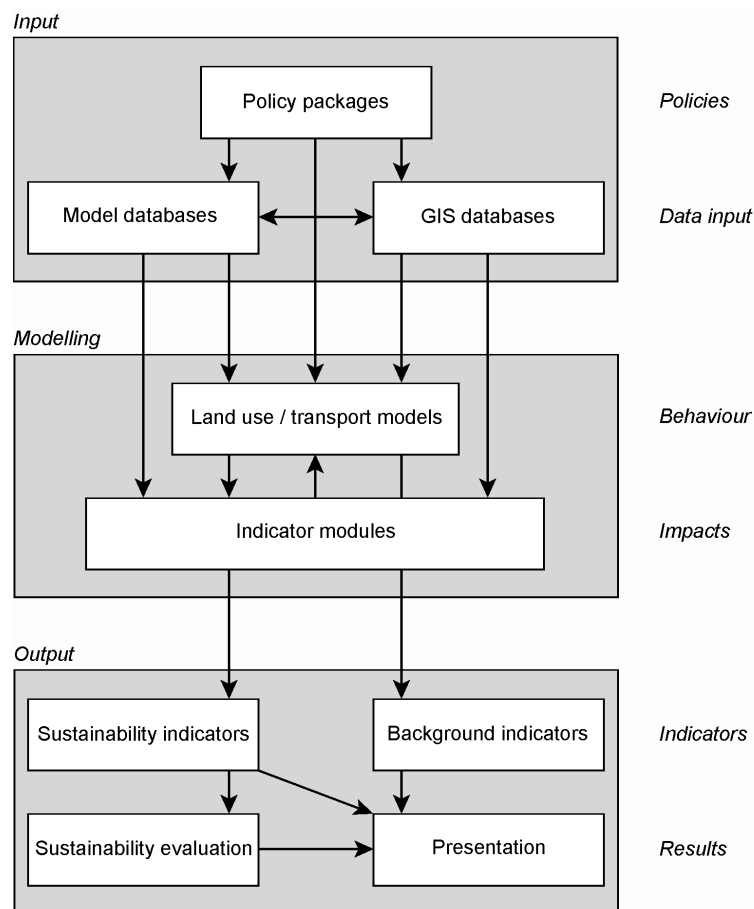 Input
Policy packages
Policies
Model databases
GIS databases
Data input
Modelling
Land use / transport models
Behaviour
Indicator modules
Impacts
Output
Sustainability indicators
Background indicators
Indicators
Sustainability evaluation
Presentation
Results